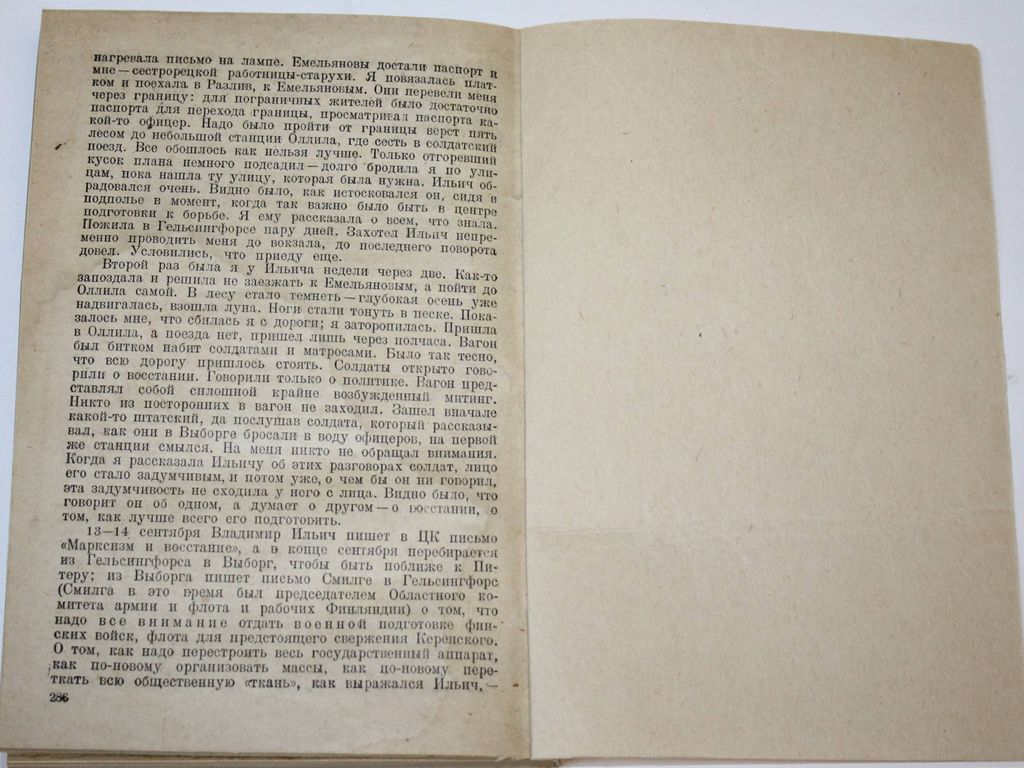 нагревала письмо на лампе. Емельяновы достали паспорт и
мне — сестрорецкой работницы-старухи. Я повязалась плат-
ком и поехала в Разлив, к Емельяновым. Они перевели меня
через границу: для пограничных жителей было достаточно
паспорта для перехода границы, просматривал паспорта ка-
кой-то офицер. Надо было пройти от границы верст пять
лесом до небольшой станции Оллила, где сесть в солдатский
поезд. Все обошлось как нельзя лучше. Только отгоревший
кусок плана немного подсадил — долго бродила я по ули-
цам, пока нашла ту улицу, которая была нужна. Ильич об-
радовался очень. Видно было, как истосковался он, сидя в
подполье в момент, когда так важно было быть в центре
подготовки к борьбе. Я ему рассказала о всем, что знала.
Пожила в Гельсингфорсе пару дней. Захотел Ильич непре-
менно проводить меня до вокзала, до последнего поворота
довел. Условились, что приеду еще.
Второй раз была я у Ильича недели через две. Как-то
запоздала и решила не заезжать к Емельяновым, а пойти до
Оллила самой. В лесу стало темнеть — глубокая осень уже
надвигалась, взошла луна. Ноги стали тонуть в песке. Пока-
залось мне, что сбилась я с дороги; я заторопилась. Пришла
в Оллила, а поезда нет, пришел лишь через полчаса. Вагон
был битком набит солдатами и матросами. Было так тесно,
что всю дорогу пришлось стоять. Солдаты открыто гово-
рили о восстании. Говорили только о политике. Вагон пред-
ставлял собой сплошной крайне возбужденный митинг.
Никто из посторонних в вагон не заходил. Зашел вначале
какой-то штатский, да послушав солдата, который рассказы-
вал, как они в Выборге бросали в воду офицеров, на первой
же станции смылся. На меня никто не обращал внимания.
Когда я рассказала Ильичу об этих разговорах солдат, лицо
его стало задумчивым, и потом уже, о чем бы он ни говорил,
эта задумчивость не сходила у него с лица. Видно было, что
говорит он об одном, а думает о другом — о восстании, о
том, как лучше всего его подготовить.
13—14 сентября Владимир Ильич пишет в ЦК письмо
«Марксизм и восстание», а в конце сентября перебирается
из Гельсингфорса в Выборг, чтобы быть поближе к Пи-
теру; из Выборга пишет письмо Смилге в Гельсингфорс
(Смилга в это время был председателем Областного ко-
митета армии и флота и рабочих Финляндии) о том, что
надо все внимание отдать военной подготовке фин-
ских войск, флота для предстоящего свержения Керенского.
О том, как надо перестроить весь государственный аппарат,
как по-новому организовать массы, как по-новому пере-
ткать всю общественную «ткань», как выражался Ильич, —
286